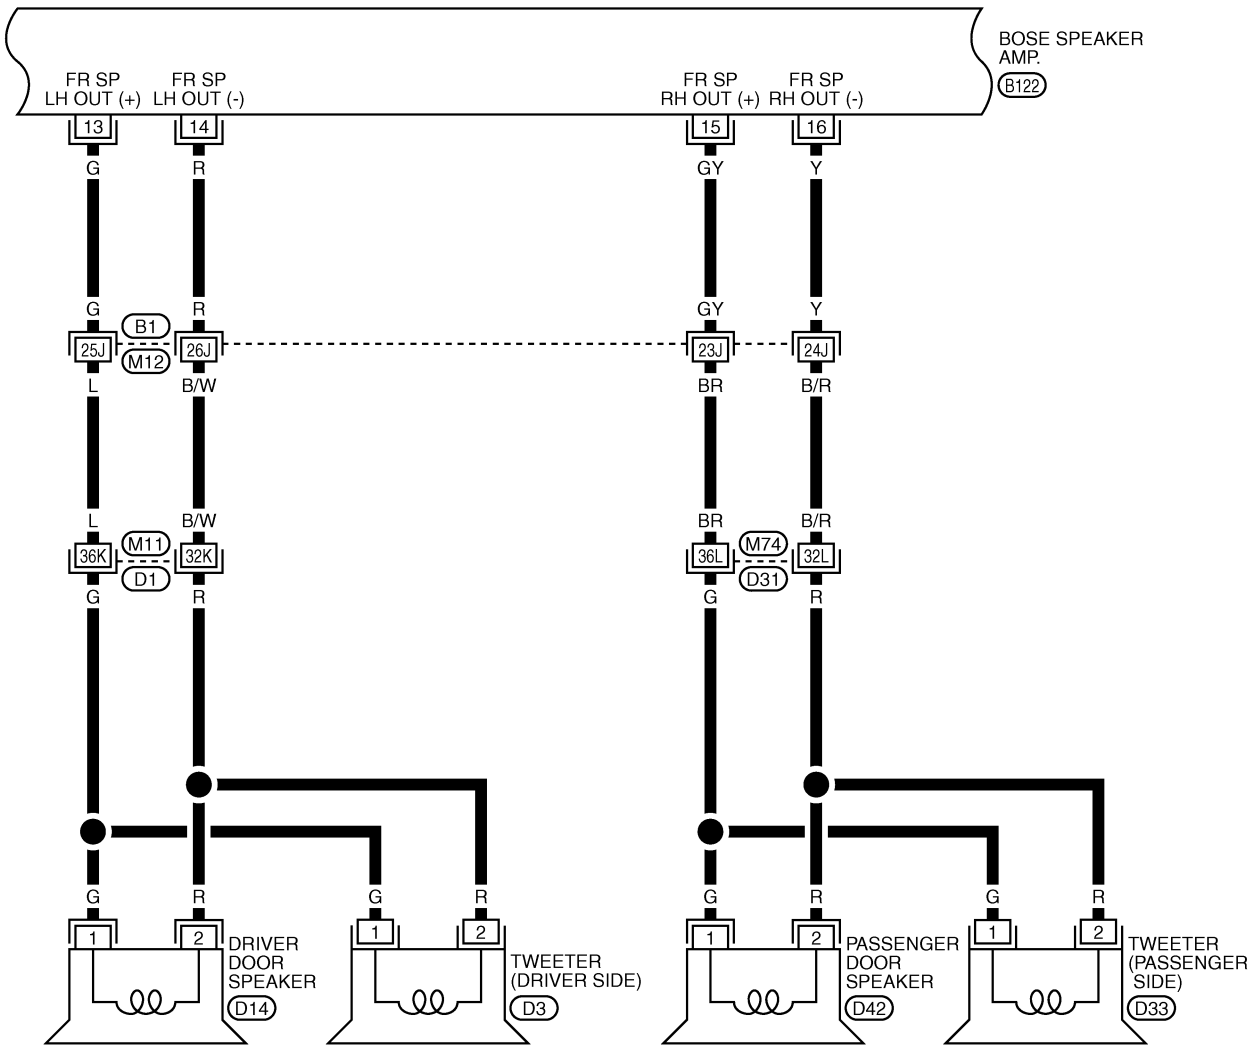 BOSE SPEAKER
AMP.
B122
FR SP
LH OUT (+)
FR SP
LH OUT (-)
FR SP
RH OUT (+)
FR SP
RH OUT (-)
13 14 15 16
G R GY Y
G R GY Y
B1
25J 26J 23J 24J
M12
L B/W BR B/R
L B/W BR B/R
M11 M74
36K 32K 36L 32L
D1 D31
G R G R
G R G R G R G R
1 2 1 2 1 2 1 2
DRIVER
DOOR
SPEAKER
D14
TWEETER
(DRIVER SIDE)
D3
PASSENGER
DOOR
SPEAKER
D42
TWEETER
(PASSENGER
SIDE)
D33